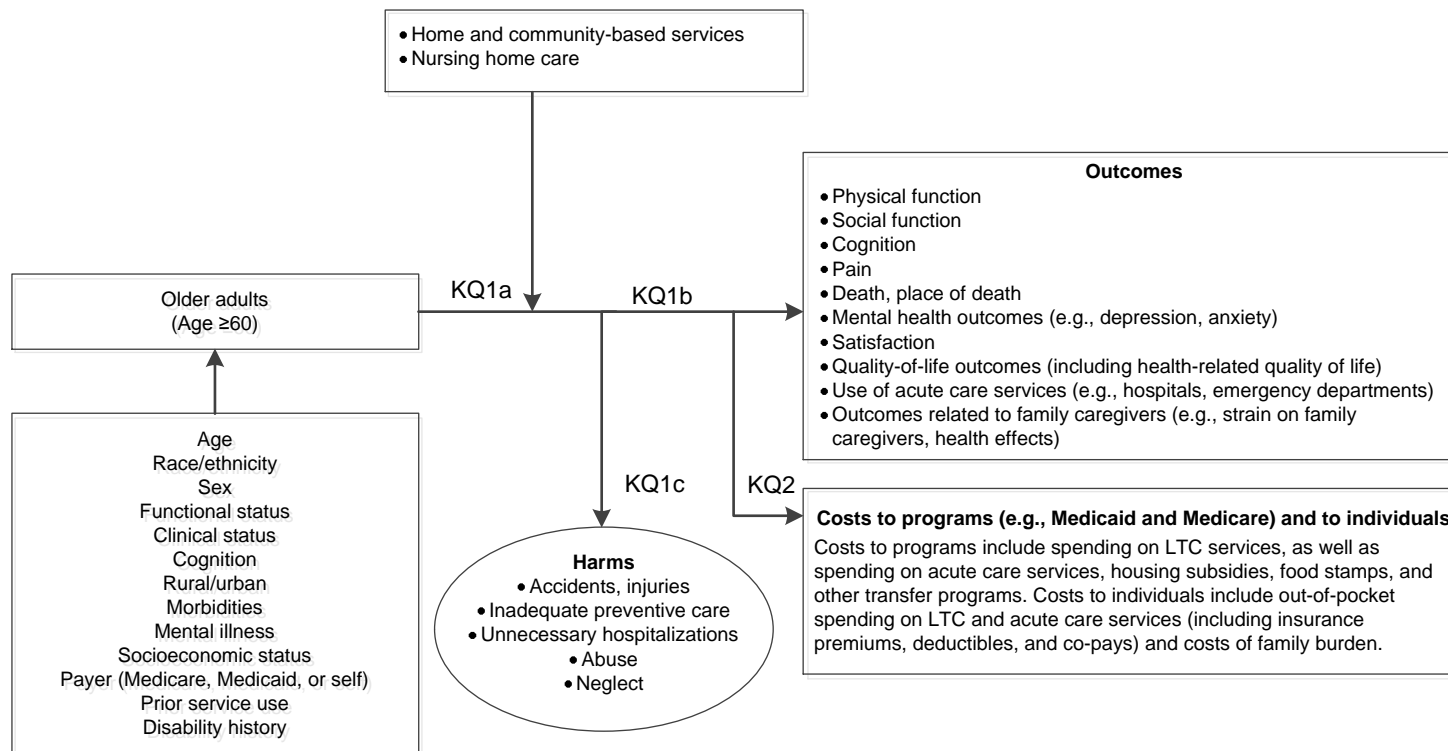 • Home and community-based services
• Nursing home care
Outcomes
• Physical function
• Social function
• Cognition
• Pain
• Death, place of death
• Mental health outcomes (e.g., depression, anxiety)
• Satisfaction
• Quality-of-life outcomes (including health-related quality of life)
• Use of acute care services (e.g., hospitals, emergency departments)
• Outcomes related to family caregivers (e.g., strain on family
caregivers, health effects)
KQ1a
KQ1b
Older adults
(Age ≥60)
Age
Race/ethnicity
Sex
Functional status
Clinical status
Cognition
Rural/urban
Morbidities
Mental illness
Socioeconomic status
Payer (Medicare, Medicaid, or self)
Prior service use
Disability history
KQ1c
KQ2
Harms
• Accidents, injuries
• Inadequate preventive care
• Unnecessary hospitalizations
• Abuse
• Neglect
Costs to programs (e.g., Medicaid and Medicare) and to individuals
Costs to programs include spending on LTC services, as well as
spending on acute care services, housing subsidies, food stamps, and
other transfer programs. Costs to individuals include out-of-pocket
spending on LTC and acute care services (including insurance
premiums, deductibles, and co-pays) and costs of family burden.